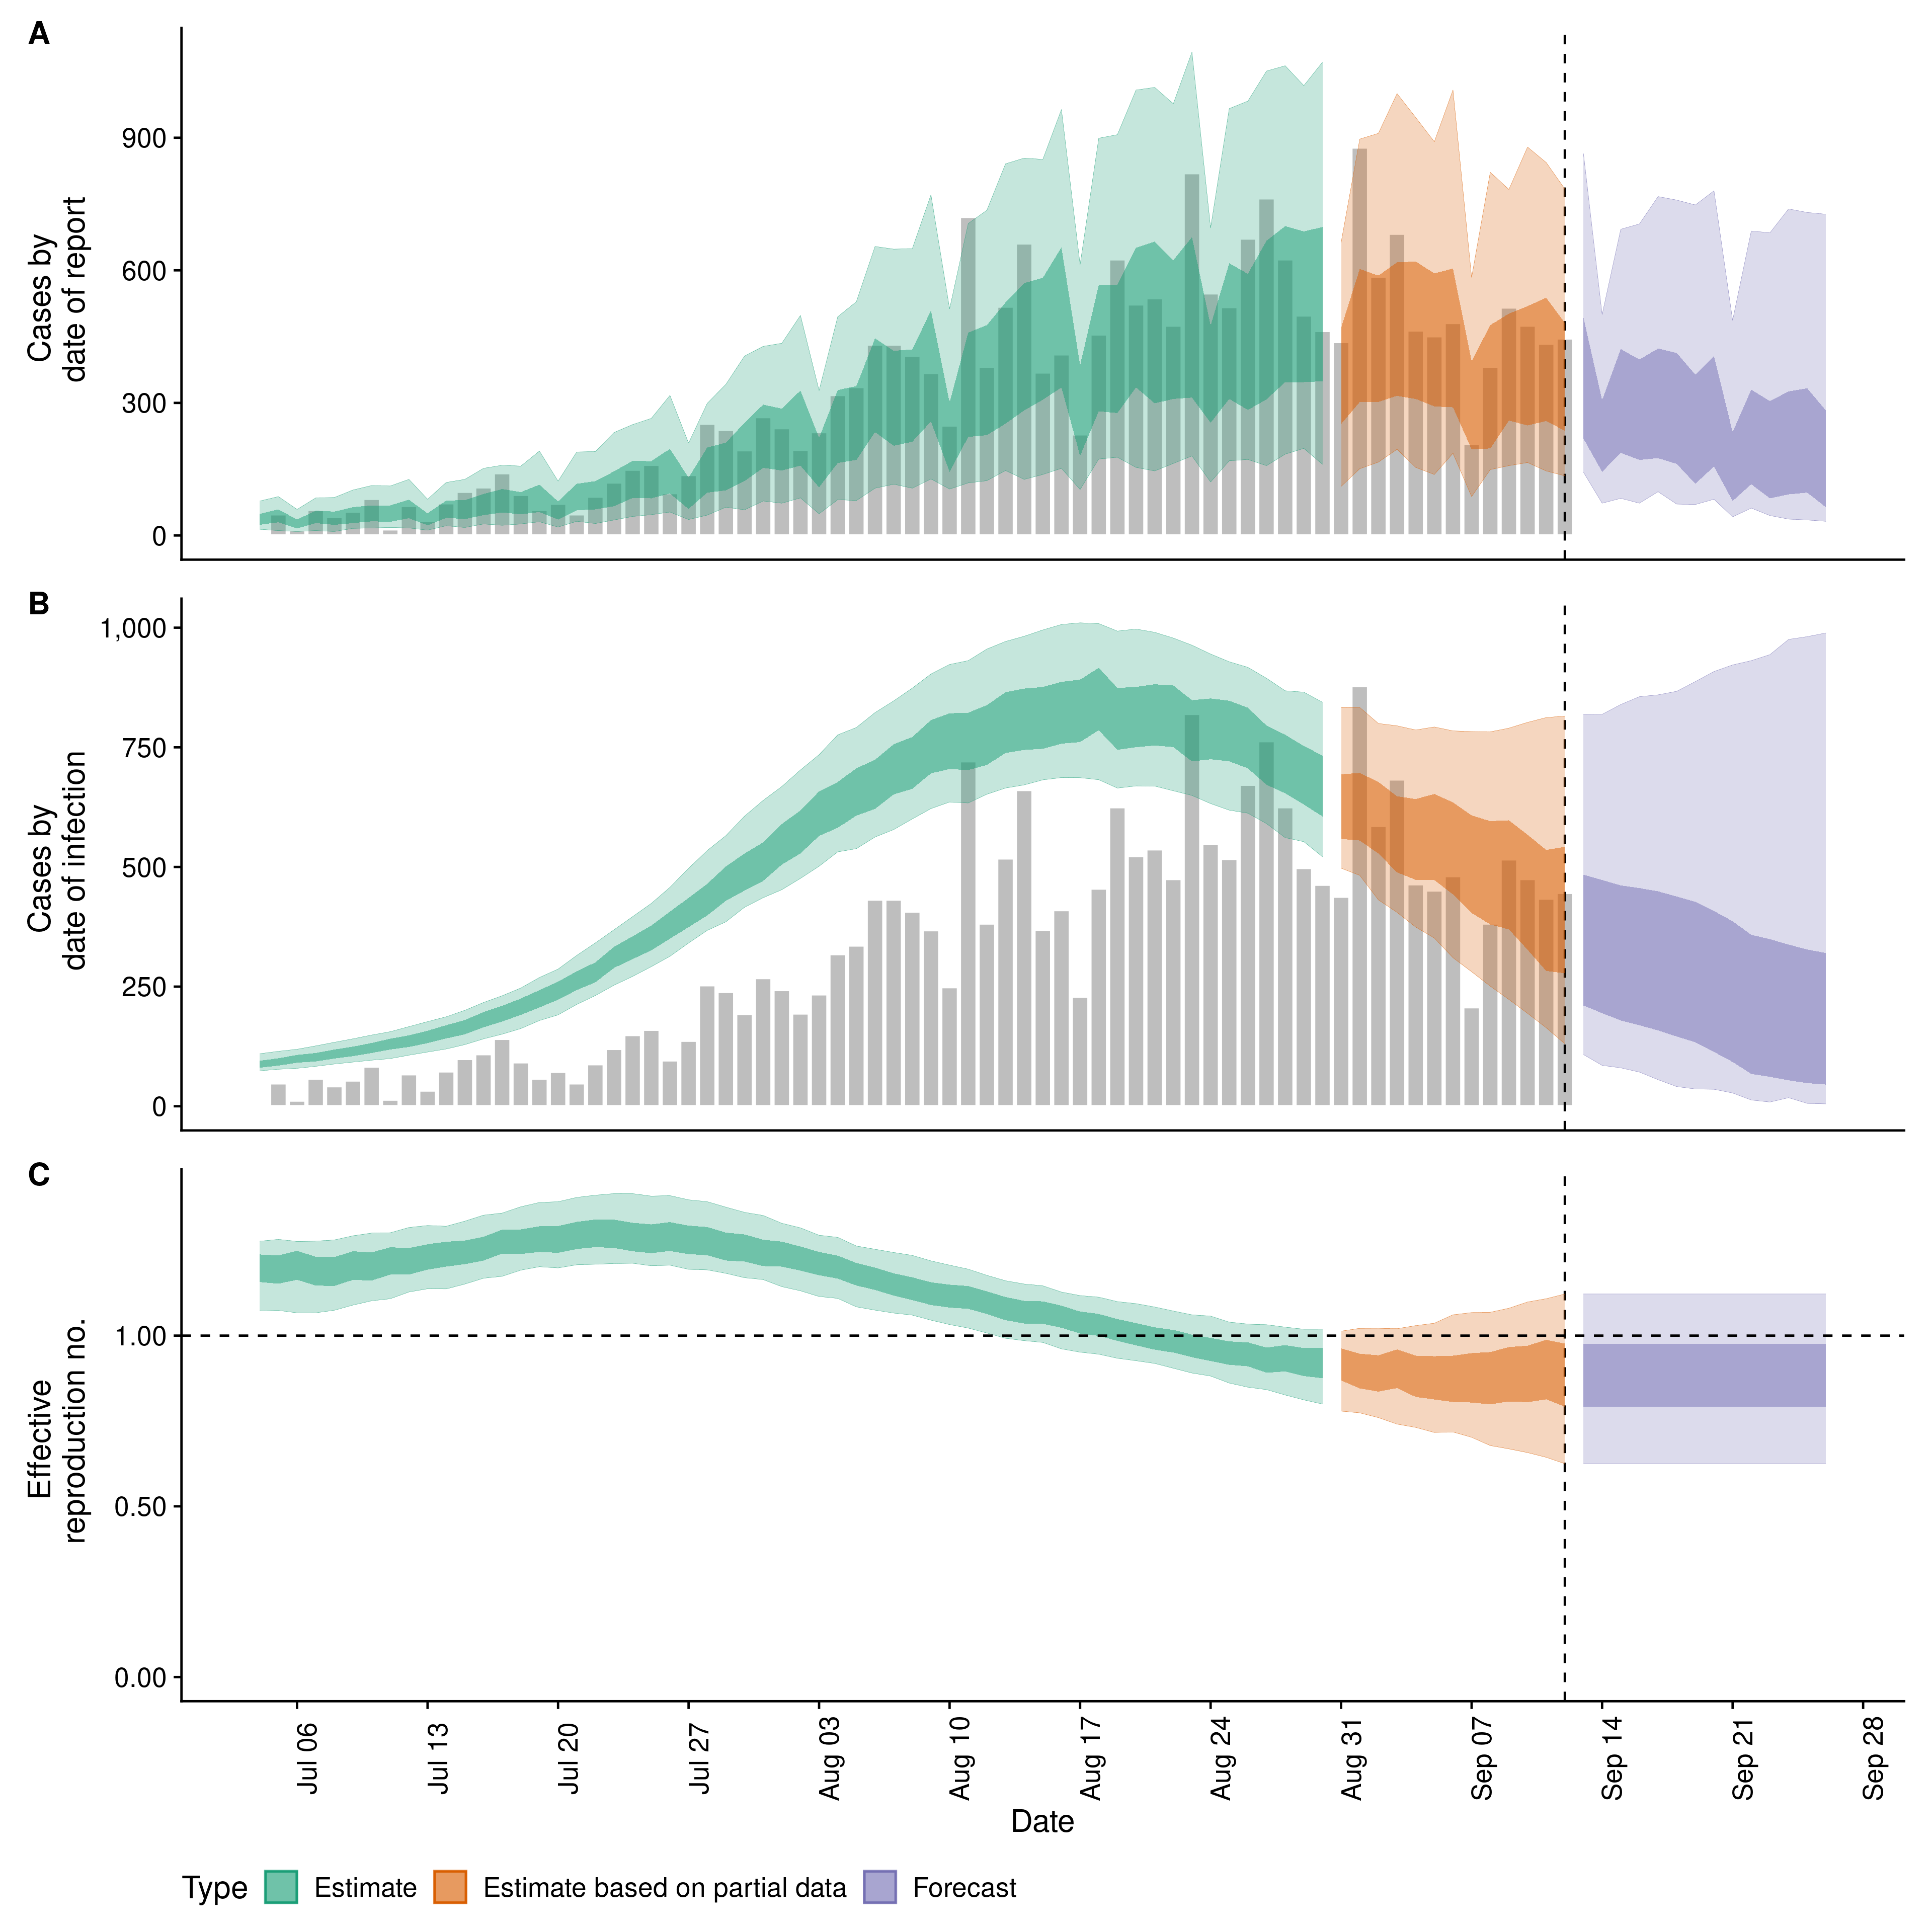 A
Cases by
date of report
900
600
300
0
B
Cases by
date of infection
1,000
750
500
250
0
C
Effective
reproduction no.
1.00
0.50
0.00
Jul 06
Jul 13
Jul 20
Jul 27
Aug 03
Aug 10
Aug 17
Aug 24
Aug 31
Sep 07
Sep 14
Sep 21
Sep 28
Date
Type Estimate Estimate based on partial data Forecast